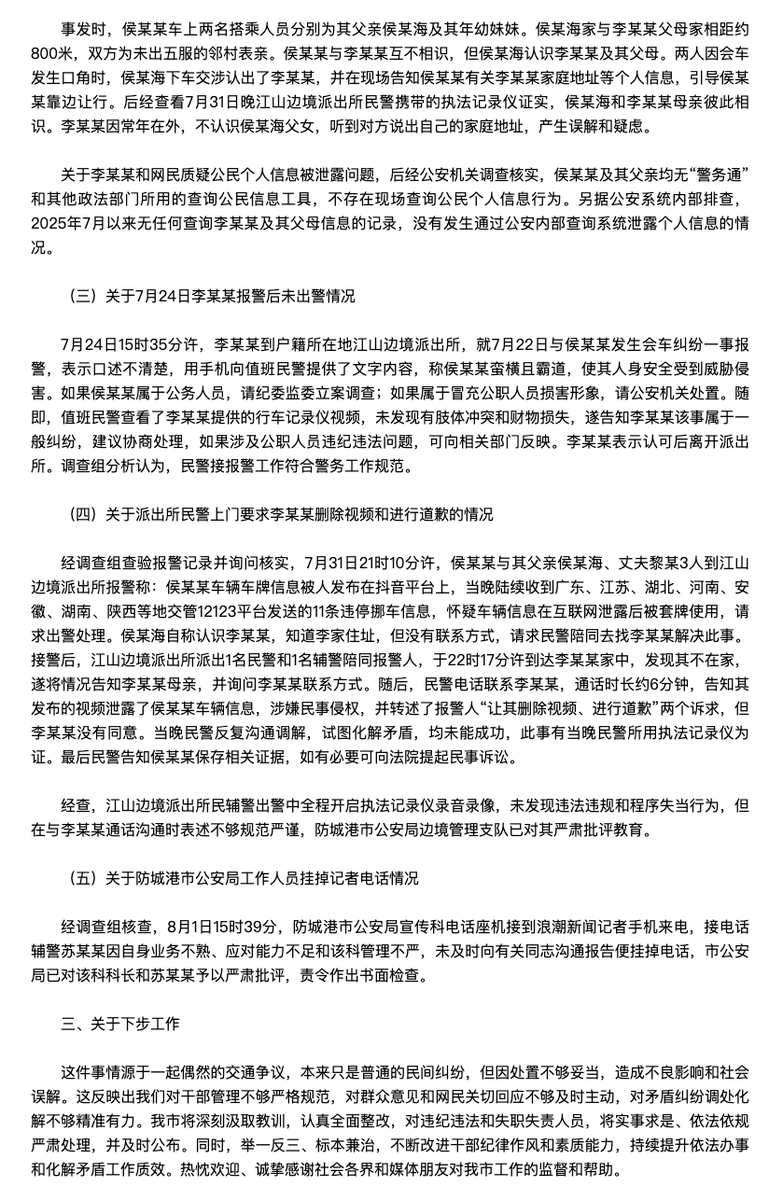 事发时，侯某某车上两名搭乘人员分别为其父亲侯某海及其年幼妹妹。侯某海家与李某某父母家相距约
800米，双方为未出五服的邻村表亲。侯某某与李某某互不相识，但侯某海认识李某某及其父母。两人因会车
发生口角时，侯某海下车交涉认出了李某某，并在现场告知侯某某有关李某某家庭地址等个人信息，引导侯某
某靠边让行。后经查看7月31日晚江山边境派出所民警携带的执法记录仪证实，侯某海和李某某母亲彼此相
识。李某某因常年在外，不认识侯某海父女，听到对方说出自己的家庭地址，产生误解和疑虑。
关于李某某和网民质疑公民个人信息被泄露问题，后经公安机关调查核实，侯某某及其父亲均无“警务通”
和其他政法部门所用的查询公民信息工具，不存在现场查询公民个人信息行为。另据公安系统内部排查，
2025年7月以来无任何查询李某某及其父母信息的记录，没有发生通过公安内部查询系统泄露个人信息的情
况。
（三）关于7月24日李某某报警后未出警情况
7月24日15时35分许，李某某到户籍所在地江山边境派出所，就7月22日与侯某某发生会车纠纷一事报
警，表示口述不清楚，用手机向值班民警提供了文字内容，称侯某某蛮横且霸道，使其人身安全受到威胁侵
害。如果侯某某属于公务人员，请纪委监委立案调查；如果属于冒充公职人员损害形象，请公安机关处置。随
即，值班民警查看了李某某提供的行车记录仪视频，未发现有肢体冲突和财物损失，遂告知李某某该事属于一
般纠纷，建议协商处理，如果涉及公职人员违纪违法问题，可向相关部门反映。李某某表示认可后离开派出
所。调查组分析认为，民警接报警工作符合警务工作规范。
（四）关于派出所民警上门要求李某某删除视频和进行道歉的情况
经调查组查验报警记录并询问核实，7月31日21时10分许，侯某某与其父亲侯某海、丈夫黎某3人到江山
边境派出所报警称：侯某某车辆车牌信息被人发布在抖音平台上，当晚陆续收到广东、江苏、湖北、河南、安
徽、湖南、陕西等地交管12123平台发送的11条违停挪车信息，怀疑车辆信息在互联网泄露后被套牌使用，请
求出警处理。侯某海自称认识李某某，知道李家住址，但没有联系方式，请求民警陪同去找李某某解决此事。
接警后，江山边境派出所派出1名民警和1名辅警陪同报警人，于22时17分许到达李某某家中，发现其不在家，
遂将情况告知李某某母亲，并询问李某某联系方式。随后，民警电话联系李某某，通话时长约6分钟，告知其
发布的视频泄露了侯某某车辆信息，涉嫌民事侵权，并转述了报警人“让其删除视频、进行道歉”两个诉求，但
李某某没有同意。当晚民警反复沟通调解，试图化解矛盾，均未能成功，此事有当晚民警所用执法记录仪为
证。最后民警告知侯某某保存相关证据，如有必要可向法院提起民事诉讼。
经查，江山边境派出所民辅警出警中全程开启执法记录仪录音录像，未发现违法违规和程序失当行为，但
在与李某某通话沟通时表述不够规范严谨，防城港市公安局边境管理支队已对其严肃批评教育。
（五）关于防城港市公安局工作人员挂掉记者电话情况
经调查组核查，8月1日15时39分，防城港市公安局宣传科电话座机接到浪潮新闻记者手机来电，接电话
辅警苏某某因自身业务不熟、应对能力不足和该科管理不严，未及时向有关同志沟通报告便挂掉电话，市公安
局已对该科科长和苏某某予以严肃批评，责令作出书面检查。
三、关于下步工作
这件事情源于一起偶然的交通争议，本来只是普通的民间纠纷，但因处置不够妥当，造成不良影响和社会
误解。这反映出我们对干部管理不够严格规范，对群众意见和网民关切回应不够及时主动，对矛盾纠纷调处化
解不够精准有力。我市将深刻汲取教训，认真全面整改，对违纪违法和失职失责人员，将实事求是、依法依规
严肃处理，并及时公布。同时，举一反三、标本兼治，不断改进干部纪律作风和素质能力，持续提升依法办事
和化解矛盾工作质效。热忱欢迎、诚挚感谢社会各界和媒体朋友对我市工作的监督和帮助。